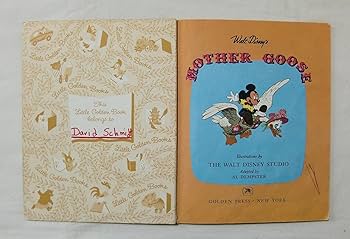 This
Little Golden Book
belongs to
David Schmit
Walt Disney's
MOTHER GOOSE
Illustrations by
THE WALT DISNEY STUDIO
Adapted by
AL DEMPSTER
GOLDEN PRESS · NEW YORK